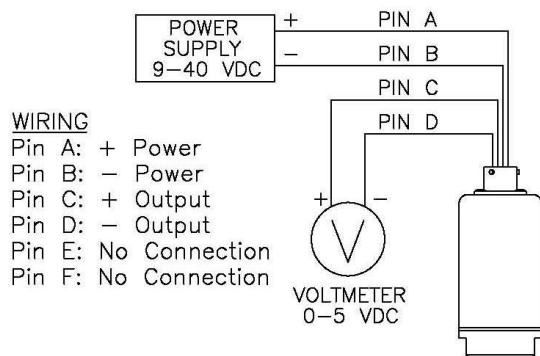 POWER
SUPPLY
9-40 VDC
+
PIN A
-
PIN B
PIN C
PIN D
WIRING
Pin A: + Power
Pin B: - Power
Pin C: + Output
Pin D: - Output
Pin E: No Connection
Pin F: No Connection
+
-
V
VOLTMETER
0-5 VDC